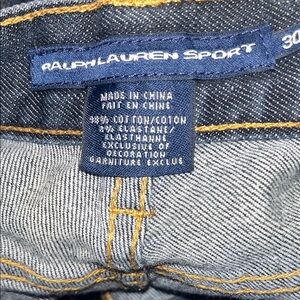 RALPH LAUREN SPORT
30
MADE IN CHINA
FAIT EN CHINE
98% COTTON/COTON
2% ELASTANE/
ELASTHANNE
EXCLUSIVE OF
DECORATION
GARNITURE EXCLUE